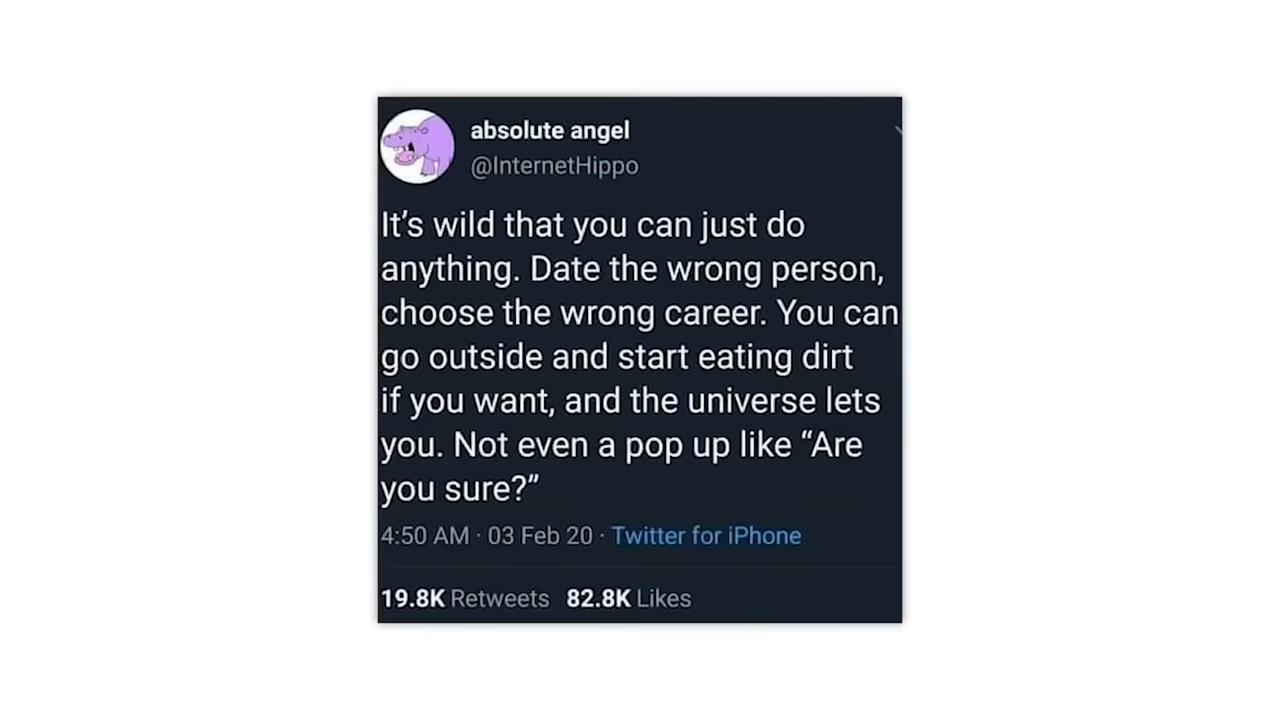 absolute angel
@InternetHippo
It’s wild that you can just do
anything. Date the wrong person,
choose the wrong career. You can
go outside and start eating dirt
if you want, and the universe lets
you. Not even a pop up like “Are
you sure?”
4:50 AM · 03 Feb 20 · Twitter for iPhone
19.8K Retweets 82.8K Likes